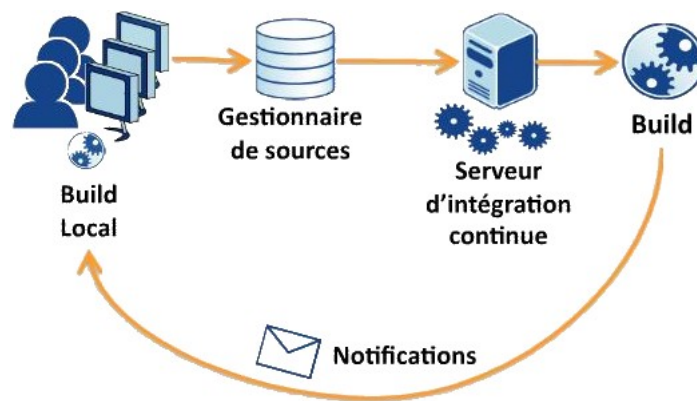 Build
Local
Gestionnaire
de sources
Serveur
d'intégration
continue
Build
Notifications